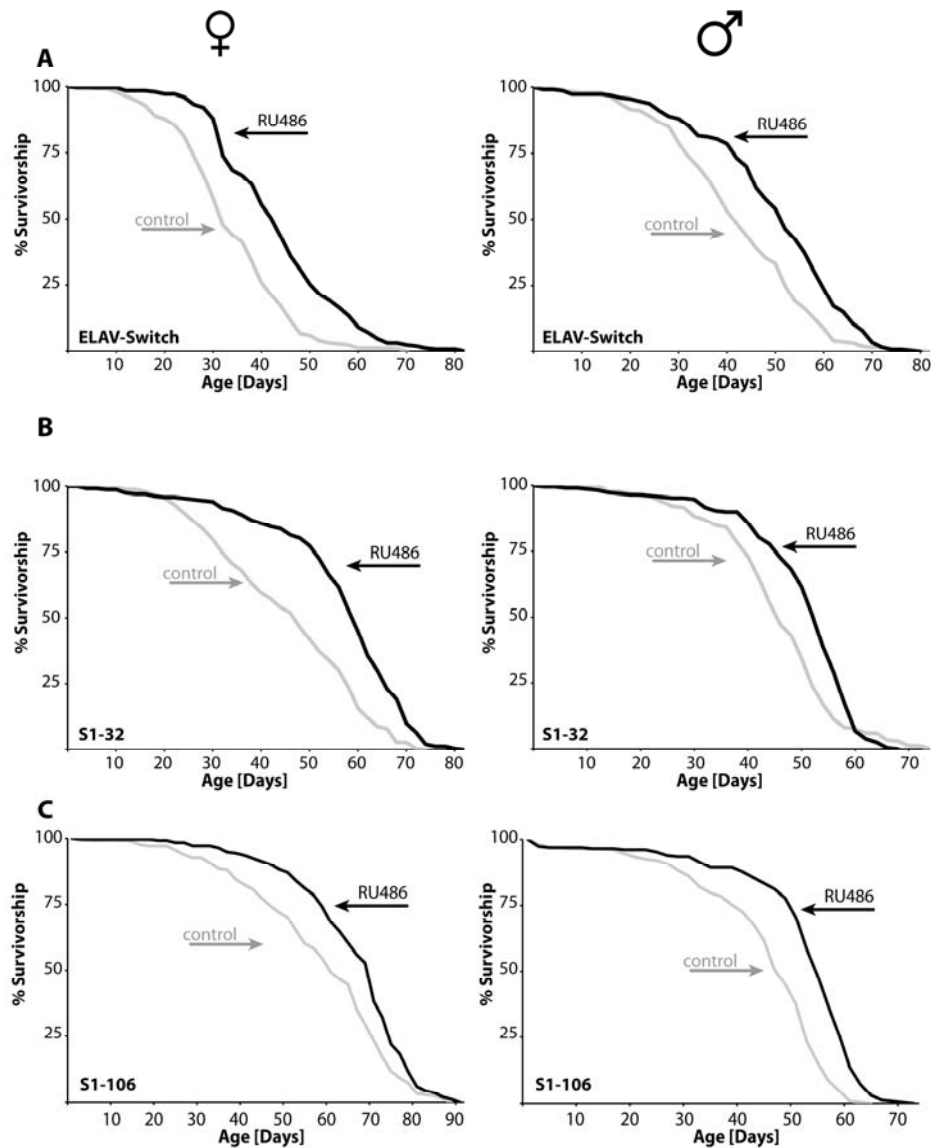 ♀ ♂
A
100
75
50
25
% Survivorship
RU486
control
ELAV-Switch
10 20 30 40 50 60 70 80
Age [Days]
100
75
50
25
% Survivorship
RU486
control
ELAV-Switch
10 20 30 40 50 60 70 80
Age [Days]
B
100
75
50
25
% Survivorship
RU486
control
S1-32
10 20 30 40 50 60 70 80
Age [Days]
100
75
50
25
% Survivorship
RU486
control
S1-32
10 20 30 40 50 60 70
Age [Days]
C
100
75
50
25
% Survivorship
RU486
control
S1-106
10 20 30 40 50 60 70 80 90
Age [Days]
100
75
50
25
% Survivorship
RU486
control
S1-106
10 20 30 40 50 60 70
Age [Days]